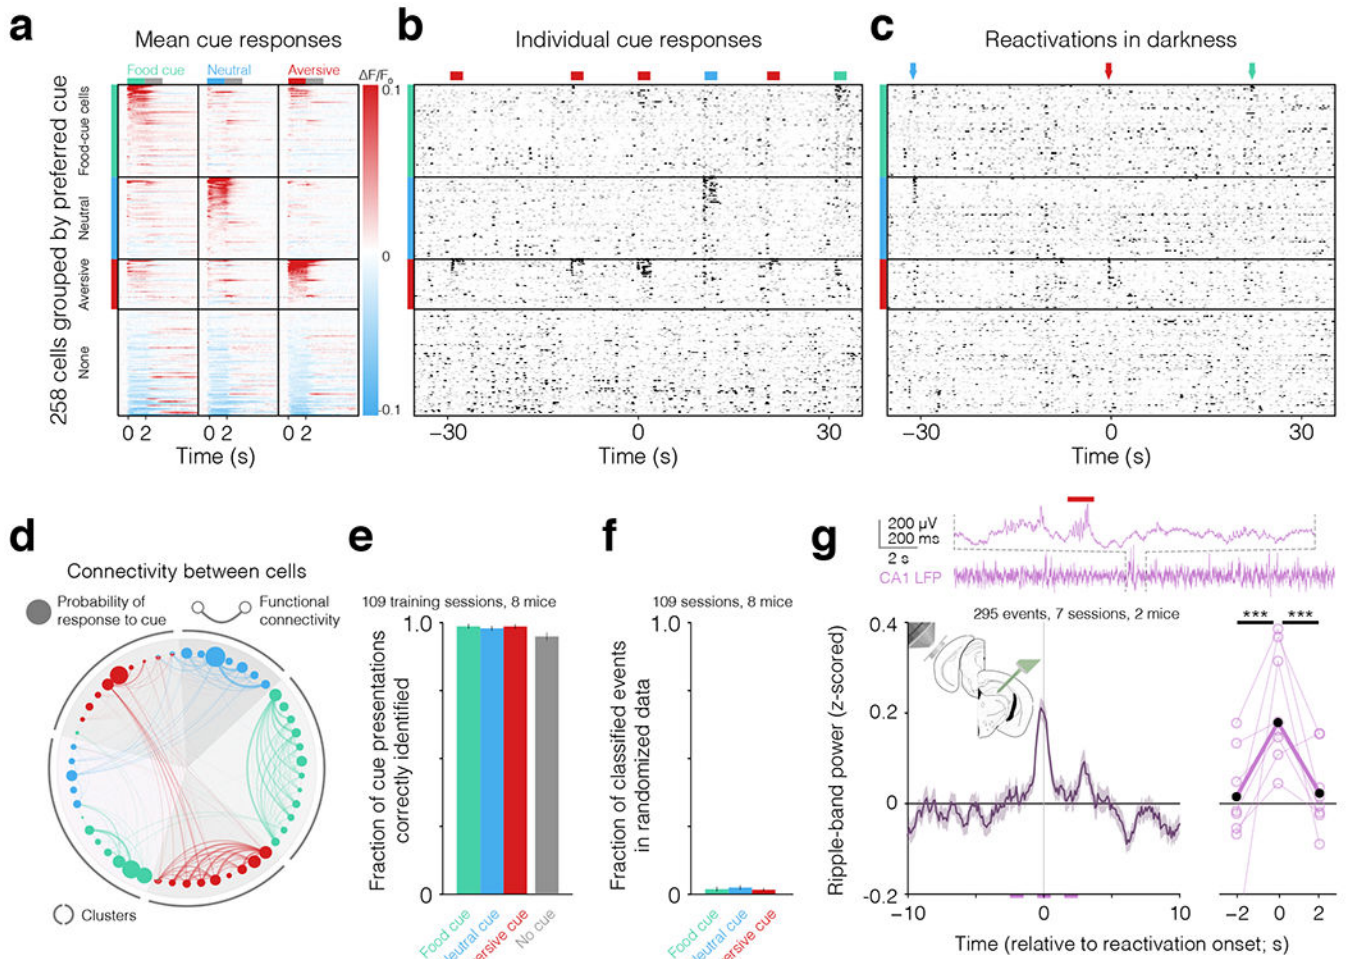 a
Mean cue responses
Food cue
Neutral
Aversive
ΔF/F₀
0.1
0
-0.1
258 cells grouped by preferred cue
Food-cue cells
Neutral
Aversive
None
0 2
0 2
0 2
Time (s)
b
Individual cue responses
−30
0
30
Time (s)
c
Reactivations in darkness
−30
0
30
Time (s)
d
Connectivity between cells
Probability of
response to cue
Functional
connectivity
Clusters
e
109 training sessions, 8 mice
Fraction of cue presentations
correctly identified
1.0
0
Food cue
Neutral cue
ersive cue
No cue
f
109 sessions, 8 mice
Fraction of classified events
in randomized data
1.0
0
Food cue
Neutral cue
ersive cue
g
200 µV
200 ms
2 s
CA1 LFP
295 events, 7 sessions, 2 mice
*** ***
Ripple-band power (z-scored)
0.4
0.2
0
-0.2
−10
0
10
−2
0
2
Time (relative to reactivation onset; s)